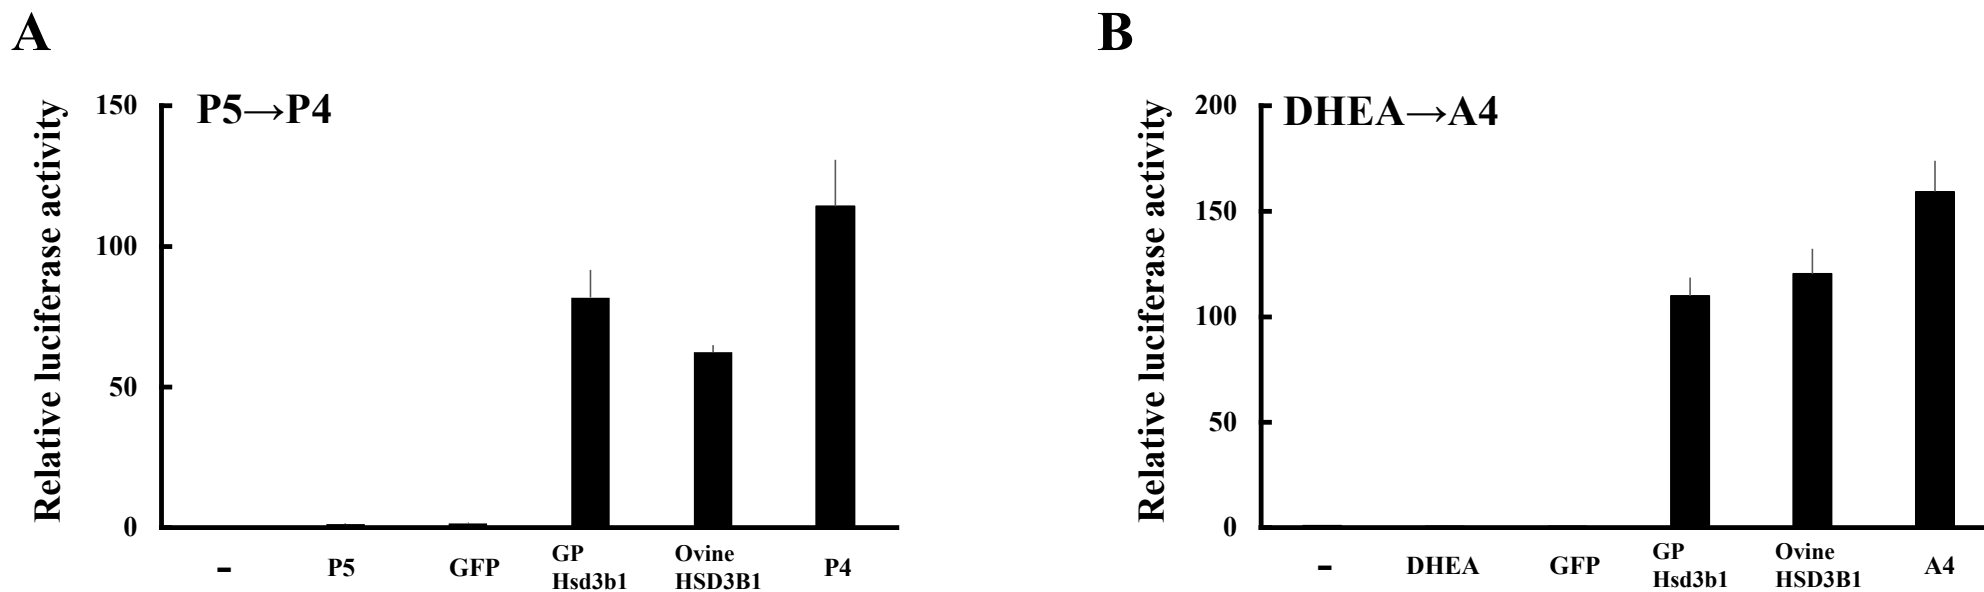 A
Relative luciferase activity
150
100
50
0
P5→P4
-
P5
GFP
GP
Hsd3b1
Ovine
HSD3B1
P4
B
Relative luciferase activity
200
150
100
50
0
DHEA→A4
-
DHEA
GFP
GP
Hsd3b1
Ovine
HSD3B1
A4